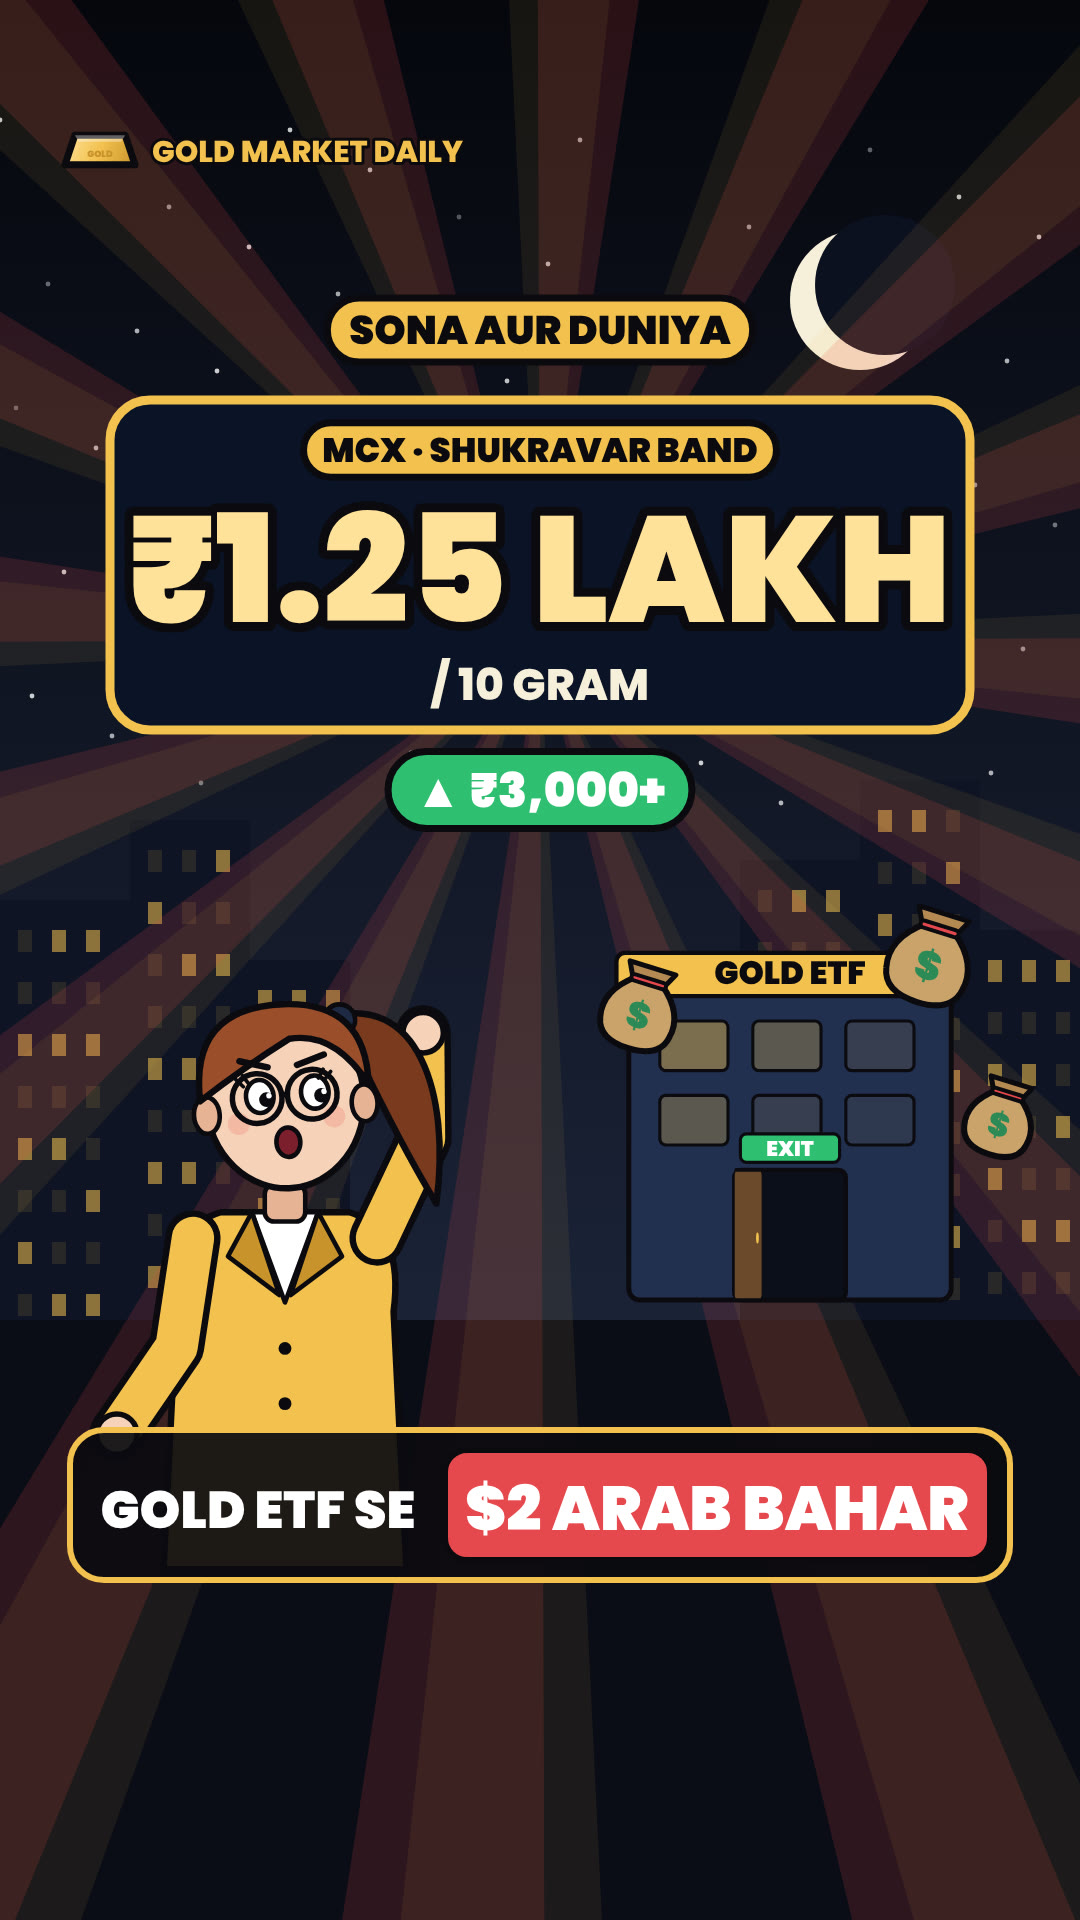 GOLD
GOLD MARKET DAILY
SONA AUR DUNIYA
MCX • SHUKRAVAR BAND
₹1.25 LAKH
/ 10 GRAM
▲ ₹3,000+
GOLD ETF
$
$
$
EXIT
GOLD ETF SE $2 ARAB BAHAR